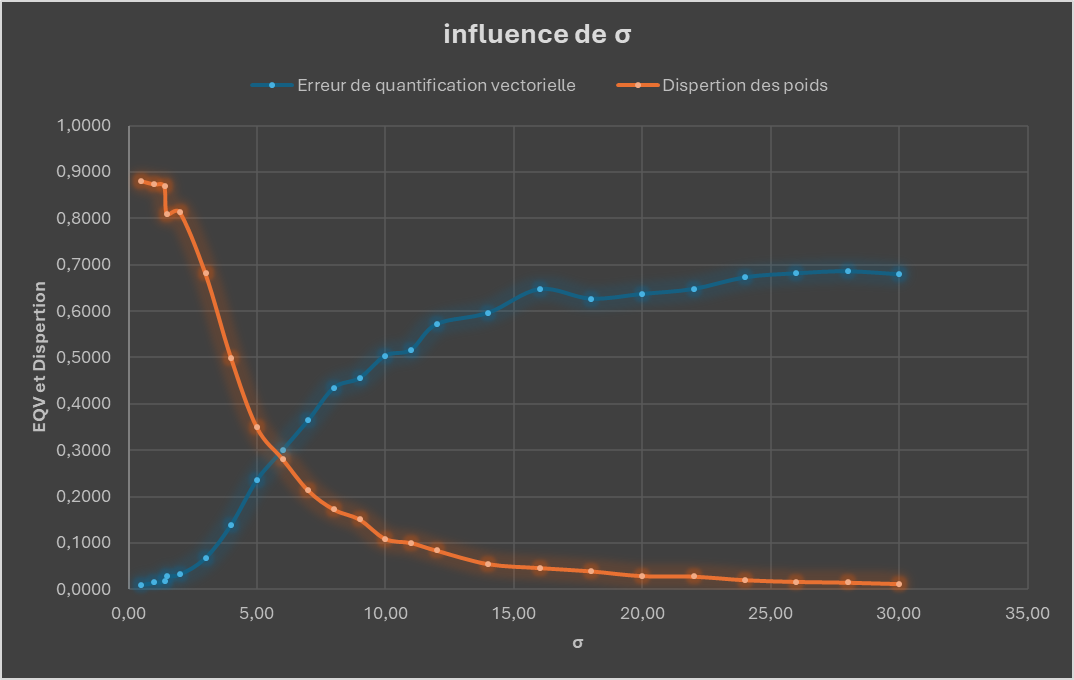 influence de σ
Erreur de quantification vectorielle
Dispertion des poids
1,0000
0,9000
0,8000
0,7000
0,6000
0,5000
0,4000
0,3000
0,2000
0,1000
0,0000
EQV et Dispertion
0,00 5,00 10,00 15,00 20,00 25,00 30,00 35,00
σ